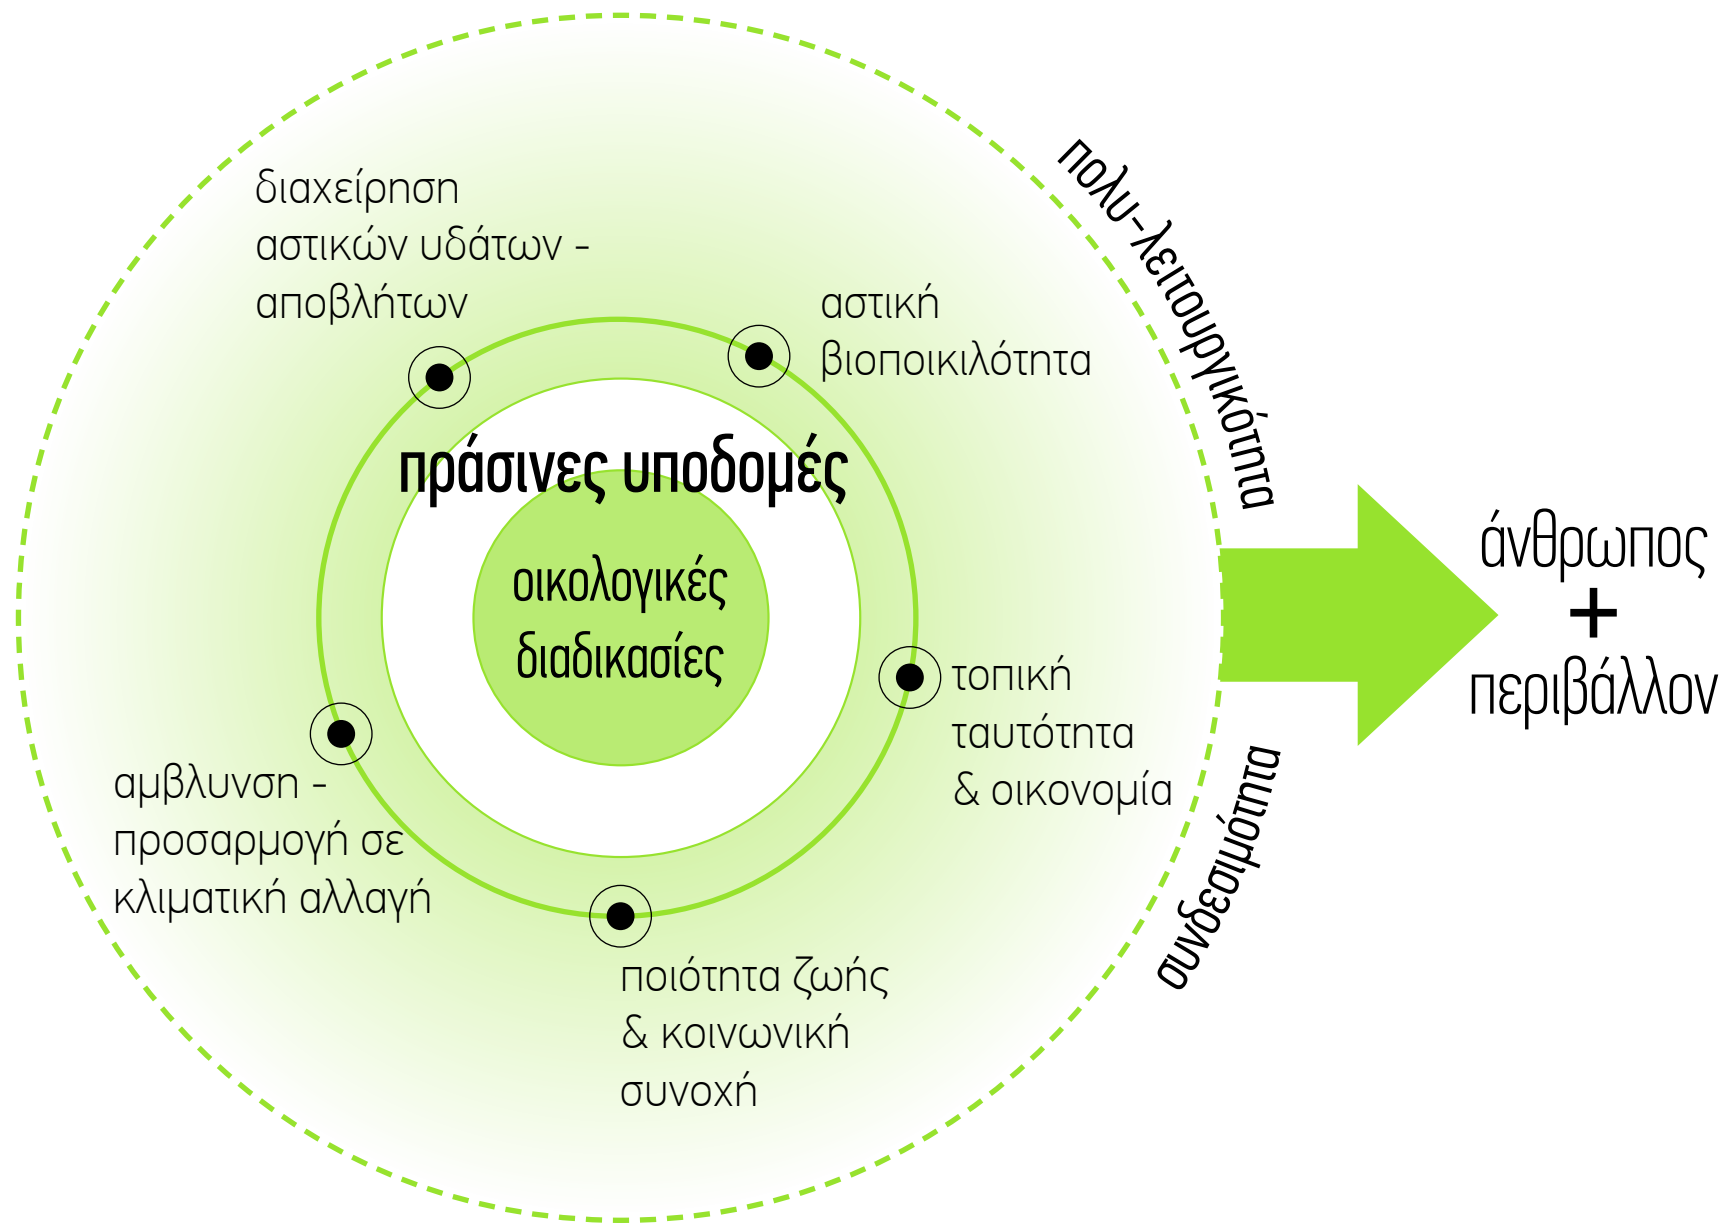 διαχείρηση
αστικών υδάτων -
αποβλήτων
αστική
βιοποικιλότητα
πολυ-λειτουργικότητα
πράσινες υποδομές
οικολογικές
διαδικασίες
άνθρωπος
+
περιβάλλον
τοπική
ταυτότητα
& οικονομία
συνδεσιμότητα
αμβλυνση -
προσαρμογή σε
κλιματική αλλαγή
ποιότητα ζωής
& κοινωνική
συνοχή